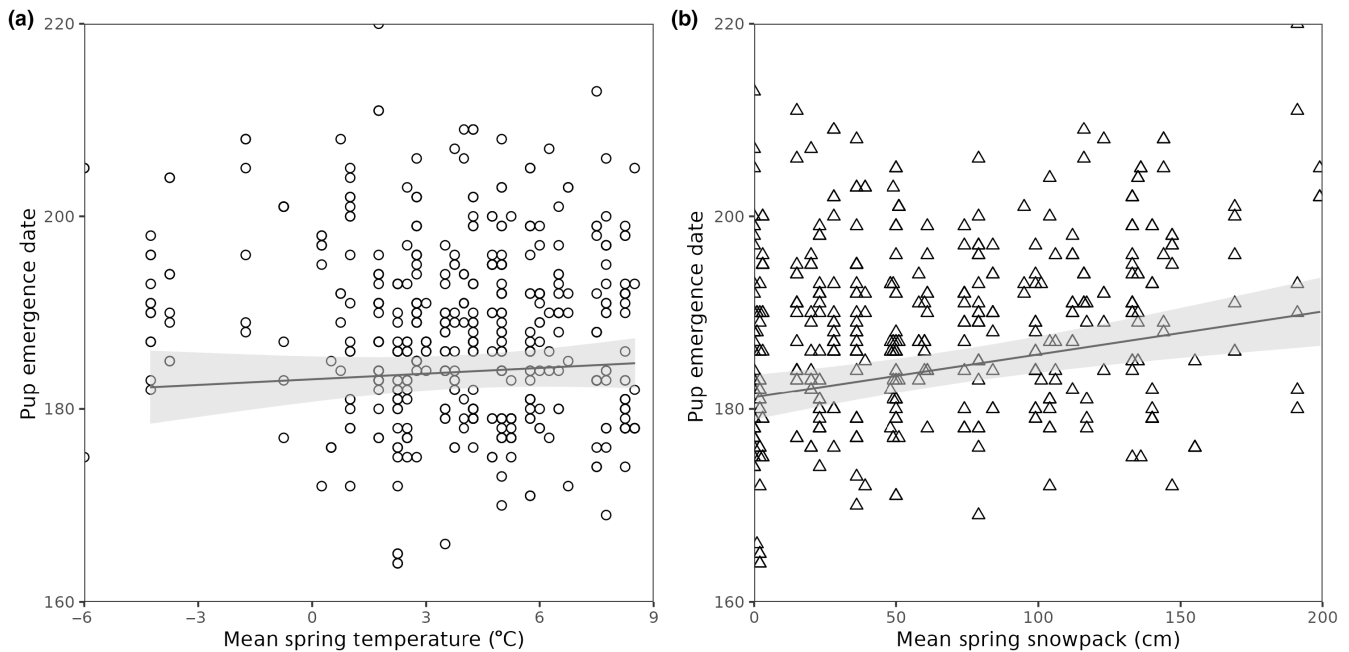 (a)
220
200
180
160
Pup emergence date
−6 −3 0 3 6 9
Mean spring temperature (°C)
(b)
220
200
180
160
Pup emergence date
0 50 100 150 200
Mean spring snowpack (cm)